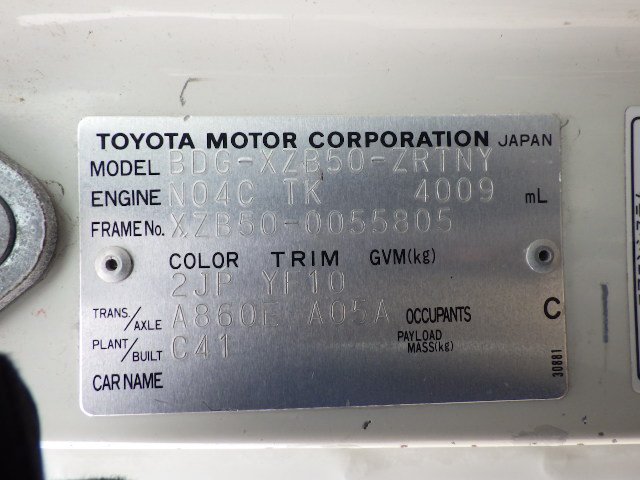 TOYOTA MOTOR CORPORATION JAPAN
MODEL BDG-XZB50-ZRTNY
ENGINE N04C TK 4009 mL
FRAME No. XZB50-0055805
COLOR TRIM GVM(kg)
2JP YF10
TRANS./AXLE A860E A05A OCCUPANTS C
PLANT/BUILT C41 PAYLOAD MASS(kg)
CAR NAME
30881